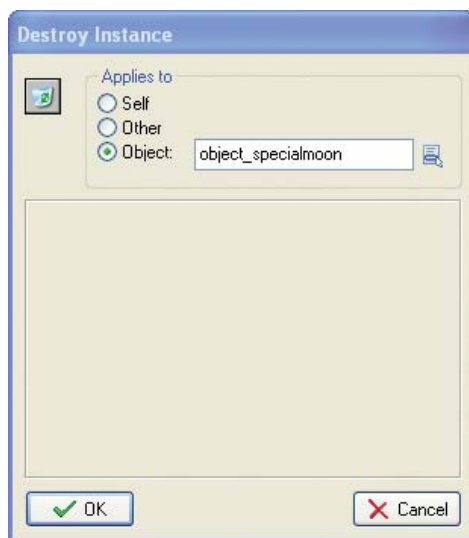 Destroy Instance
Applies to
Self
Other
Object: object_specialmoon
OK Cancel